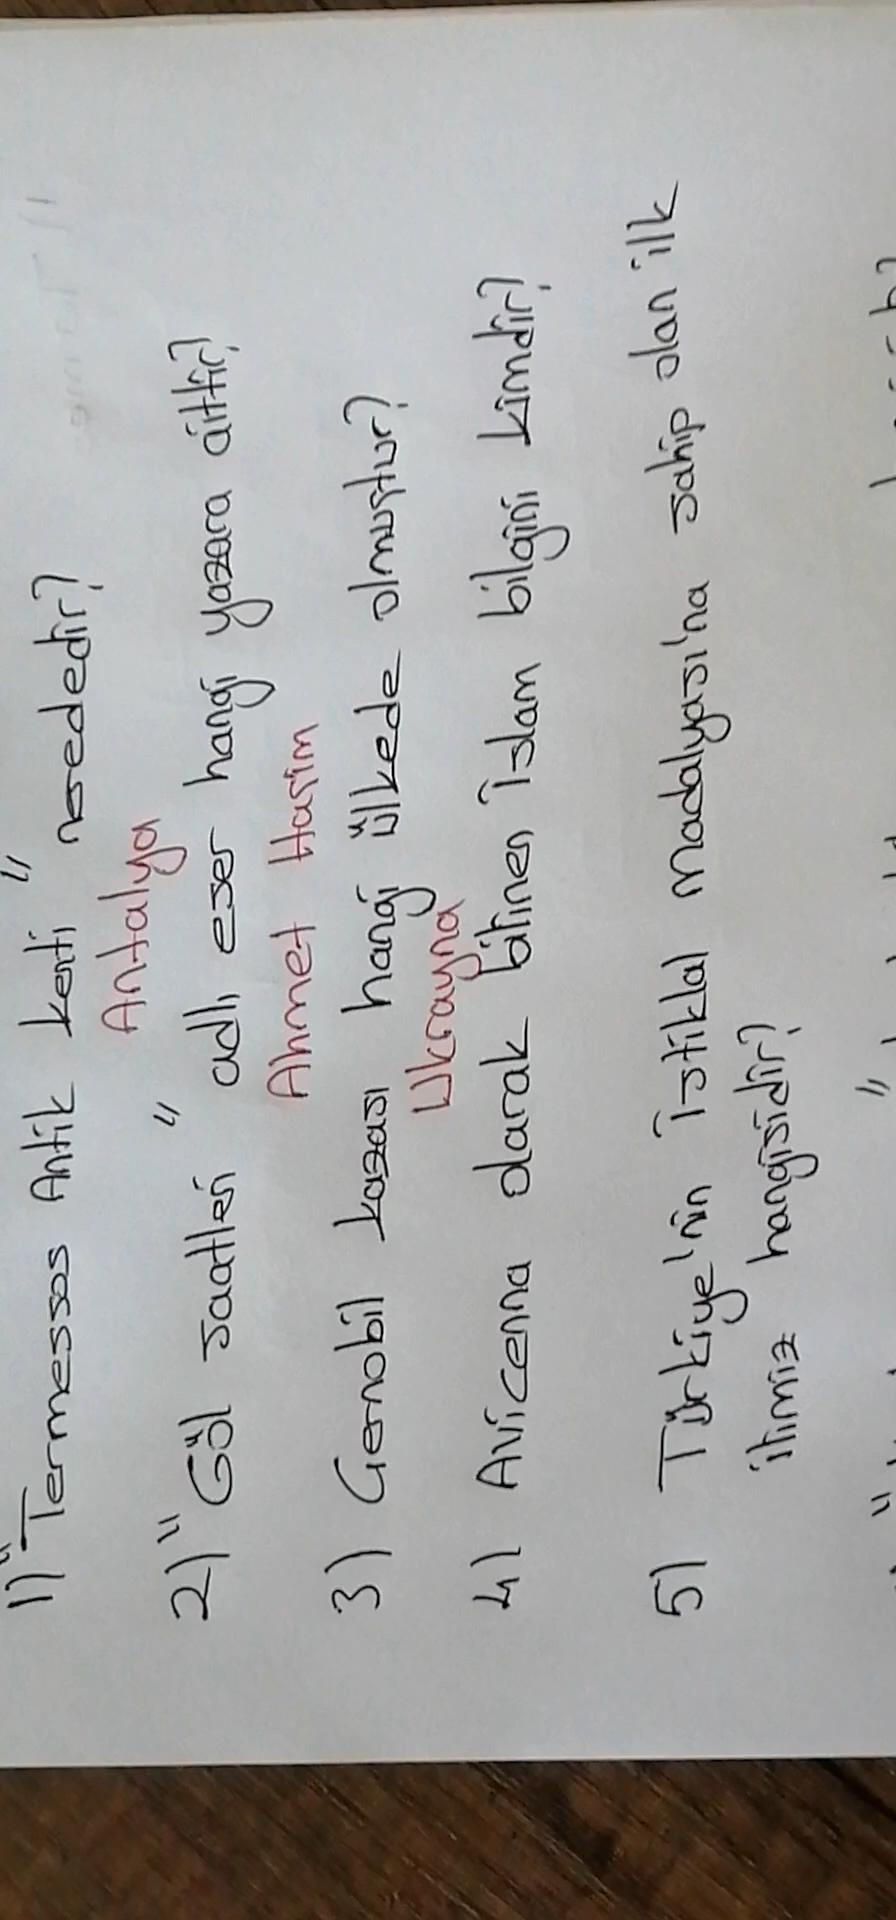 1) "Termessos Antik kenti" nerededir?
Antalya
2) "Göl saatleri" adlı eser hangi yazara aittir?
Ahmet Haşim
3) Çernobil kazası hangi ülkede olmuştur?
Ukrayna
4) Avicenna olarak bilinen İslam bilgini kimdir?
5) Türkiye'nin İstiklal madalyası'na sahip olan ilk
ilimiz hangisidir?